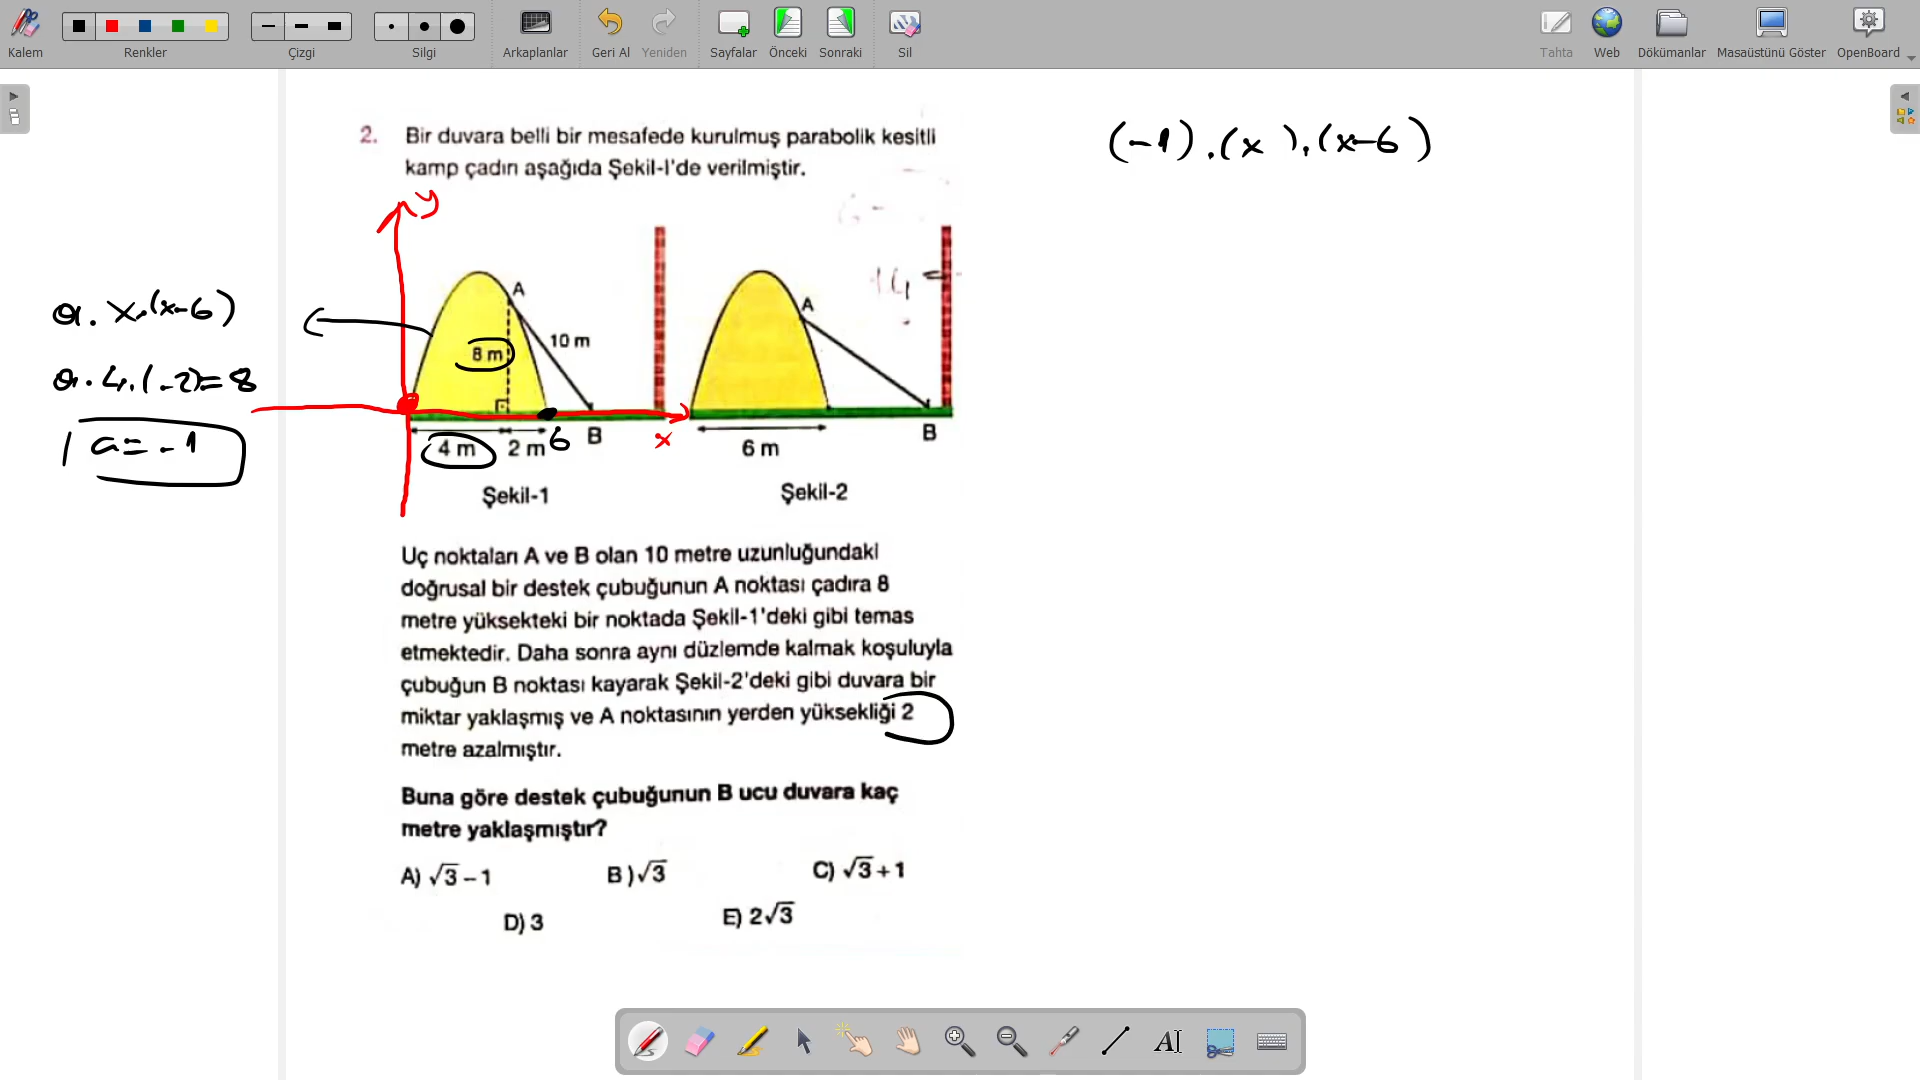 Kalem
Renkler
Çizgi
Silgi
Arkaplanlar
Geri Al
Yeniden
Sayfalar
Önceki
Sonraki
Sil
Tahta
Web
Dökümanlar
Masaüstünü Göster
OpenBoard
2. Bir duvara belli bir mesafede kurulmuş parabolik kesitli
kamp çadırı aşağıda Şekil-I'de verilmiştir.
(-1).(x).(x-6)
y
a. x.(x-6)
a. 4.(-2)=8
a = -1
A
8 m
10 m
4 m
2 m
6
B
x
Şekil-1
A
6 m
B
Şekil-2
Uç noktaları A ve B olan 10 metre uzunluğundaki
doğrusal bir destek çubuğunun A noktası çadıra 8
metre yüksekteki bir noktada Şekil-1'deki gibi temas
etmektedir. Daha sonra aynı düzlemde kalmak koşuluyla
çubuğun B noktası kayarak Şekil-2'deki gibi duvara bir
miktar yaklaşmış ve A noktasının yerden yüksekliği 2
metre azalmıştır.
Buna göre destek çubuğunun B ucu duvara kaç
metre yaklaşmıştır?
A) √3 – 1 B ) √3 C) √3 + 1
D) 3 E) 2√3